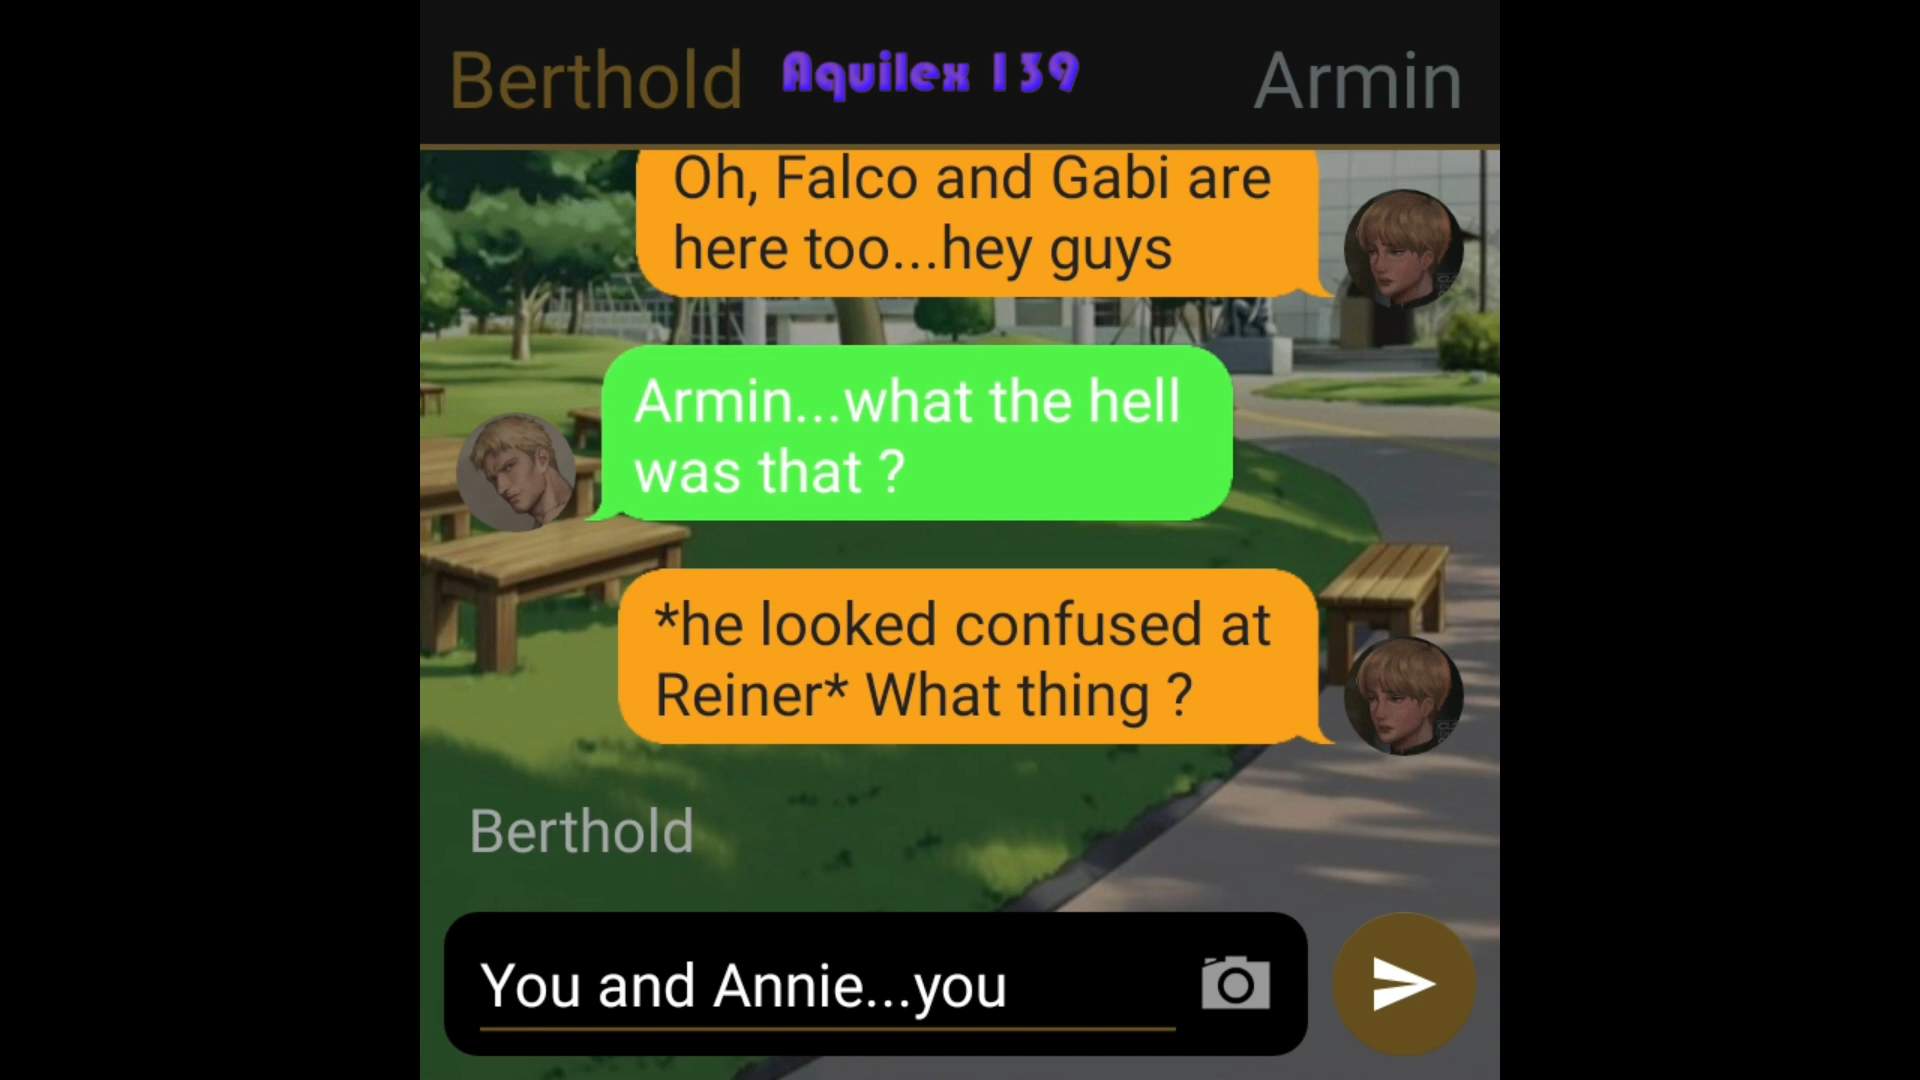 Berthold
Aquilex 139
Armin
Oh, Falco and Gabi are
here too...hey guys
Armin...what the hell
was that ?
*he looked confused at
Reiner* What thing ?
Berthold
You and Annie...you